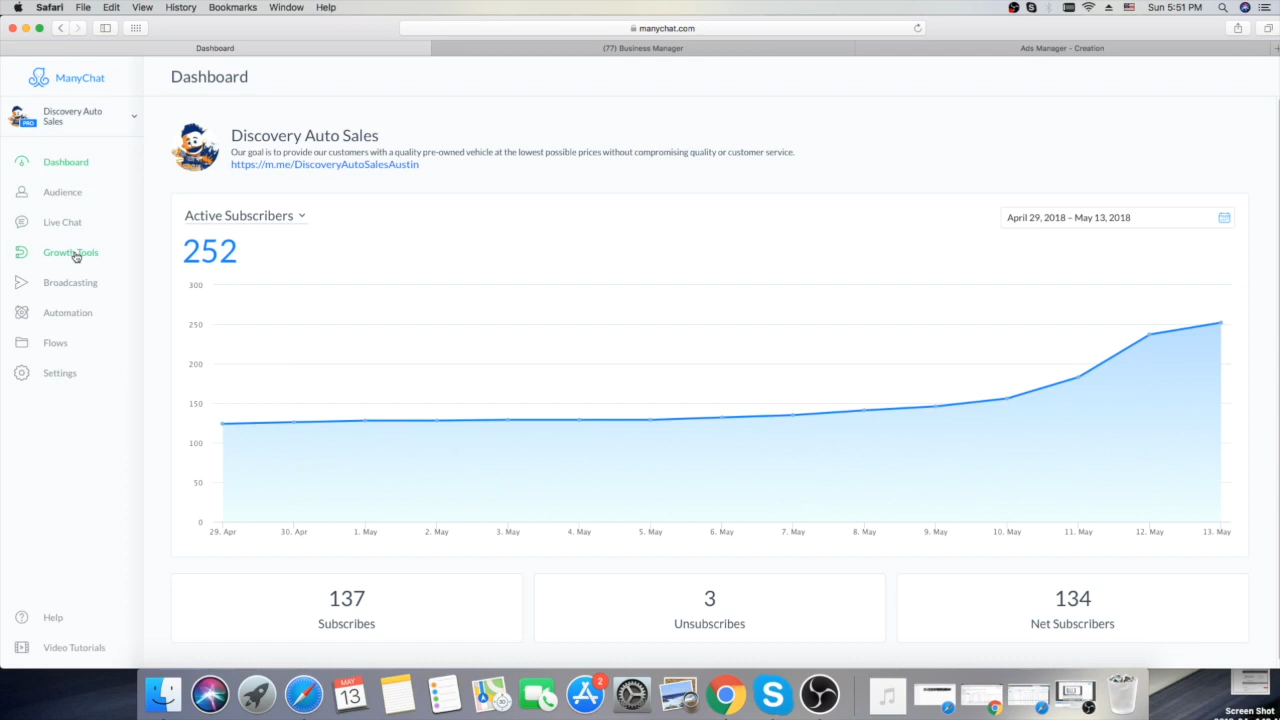 Safari File Edit View History Bookmarks Window Help Sun 5:51 PM
manychat.com
Dashboard (77) Business Manager Ads Manager - Creation
ManyChat
Dashboard
Discovery Auto
Sales
PRO
Discovery Auto Sales
Our goal is to provide our customers with a quality pre-owned vehicle at the lowest possible prices without compromising quality or customer service.
https://m.me/DiscoveryAutoSalesAustin
Dashboard
Audience
Live Chat
Growth Tools
Broadcasting
Automation
Flows
Settings
Active Subscribers
April 29, 2018 – May 13, 2018
252
300
250
200
150
100
50
0
29. Apr 30. Apr 1. May 2. May 3. May 4. May 5. May 6. May 7. May 8. May 9. May 10. May 11. May 12. May 13. May
137
Subscribes
3
Unsubscribes
134
Net Subscribers
Help
Video Tutorials
MAY
13
2
Screen Shot